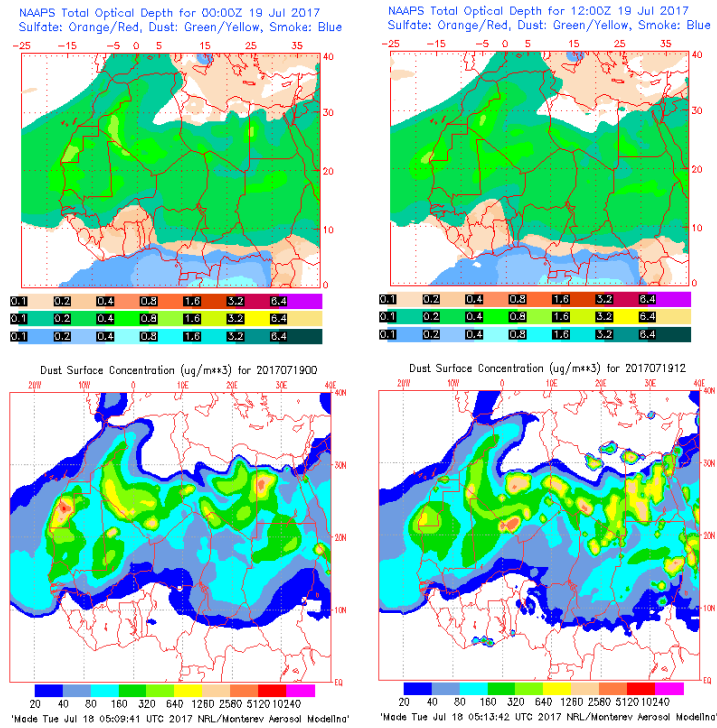 NAAPS Total Optical Depth for 00:00Z 19 Jul 2017
Sulfate: Orange/Red, Dust: Green/Yellow, Smoke: Blue
-25 -15 -5 0 5 15 25 35
40
30
20
10
0
0.1 0.2 0.4 0.8 1.6 3.2 6.4
0.1 0.2 0.4 0.8 1.6 3.2 6.4
0.1 0.2 0.4 0.8 1.6 3.2 6.4
NAAPS Total Optical Depth for 12:00Z 19 Jul 2017
Sulfate: Orange/Red, Dust: Green/Yellow, Smoke: Blue
-25 -15 -5 0 5 15 25 35
40
30
20
10
0
0.1 0.2 0.4 0.8 1.6 3.2 6.4
0.1 0.2 0.4 0.8 1.6 3.2 6.4
0.1 0.2 0.4 0.8 1.6 3.2 6.4
Dust Surface Concentration (ug/m**3) for 2017071900
20W 10W 0 10E 20E 30E 40E
40N
30N
20N
10N
EQ
20 40 80 160 320 640 1280 2560 5120 10240
'Made Tue Jul 18 05:09:41 UTC 2017 NRL/Monterey Aerosol Modeling'
Dust Surface Concentration (ug/m**3) for 2017071912
20W 10W 0 10E 20E 30E 40E
40N
30N
20N
10N
EQ
20 40 80 160 320 640 1280 2560 5120 10240
'Made Tue Jul 18 05:13:42 UTC 2017 NRL/Monterey Aerosol Modeling'